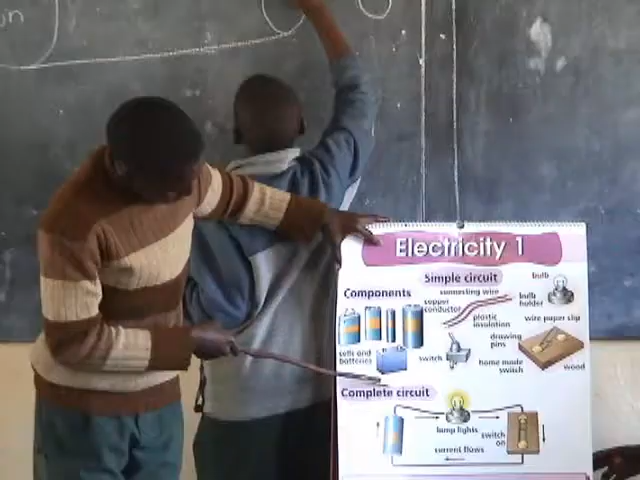 Electricity 1
Simple circuit
Components
connecting wire
copper conductor
plastic insulation
bulb
bulb holder
wire paper clip
drawing pins
home made switch
wood
cells and batteries
switch
Complete circuit
lamp lights
switch on
current flows